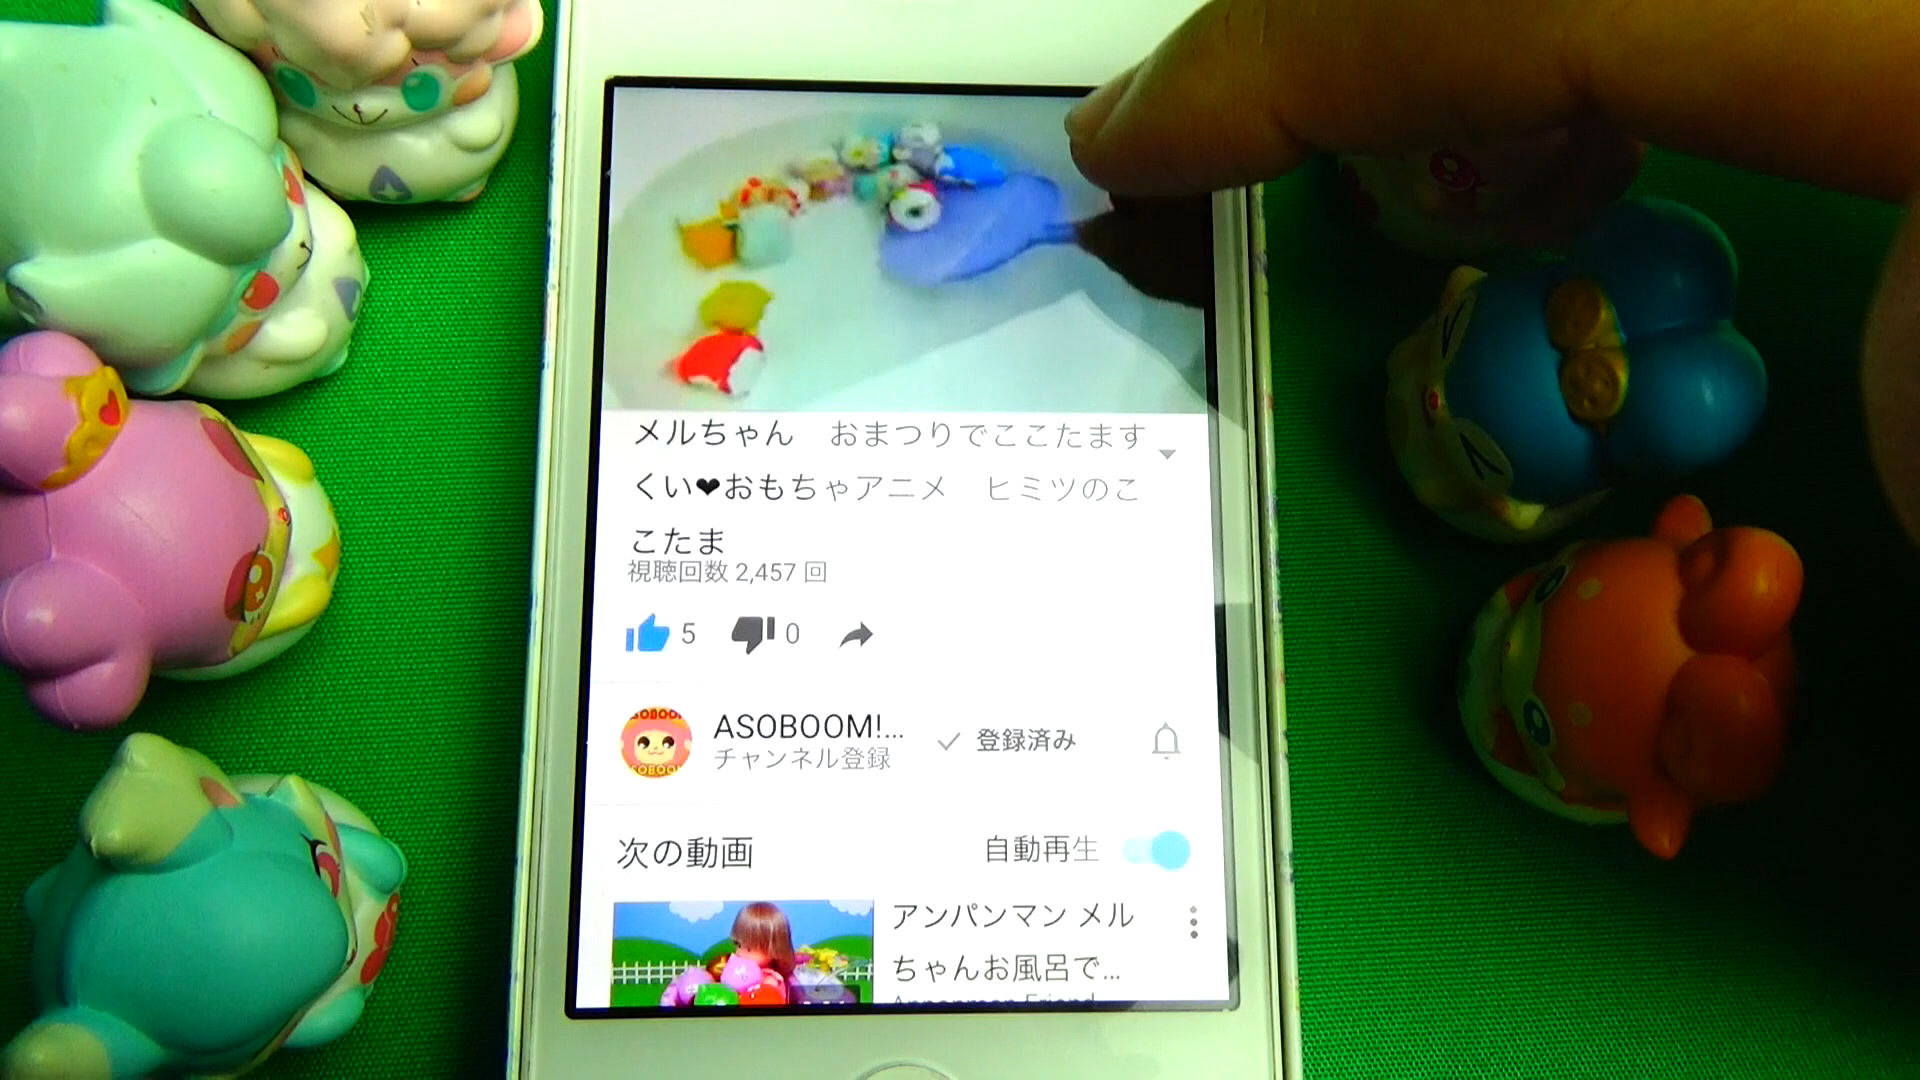 メルちゃん　おまつりでここたます
くい❤おもちゃアニメ　ヒミツのこ
こたま
視聴回数 2,457 回
5 0
ASOBOOM!...
チャンネル登録
登録済み
次の動画
自動再生
アンパンマン メル
ちゃんお風呂で...